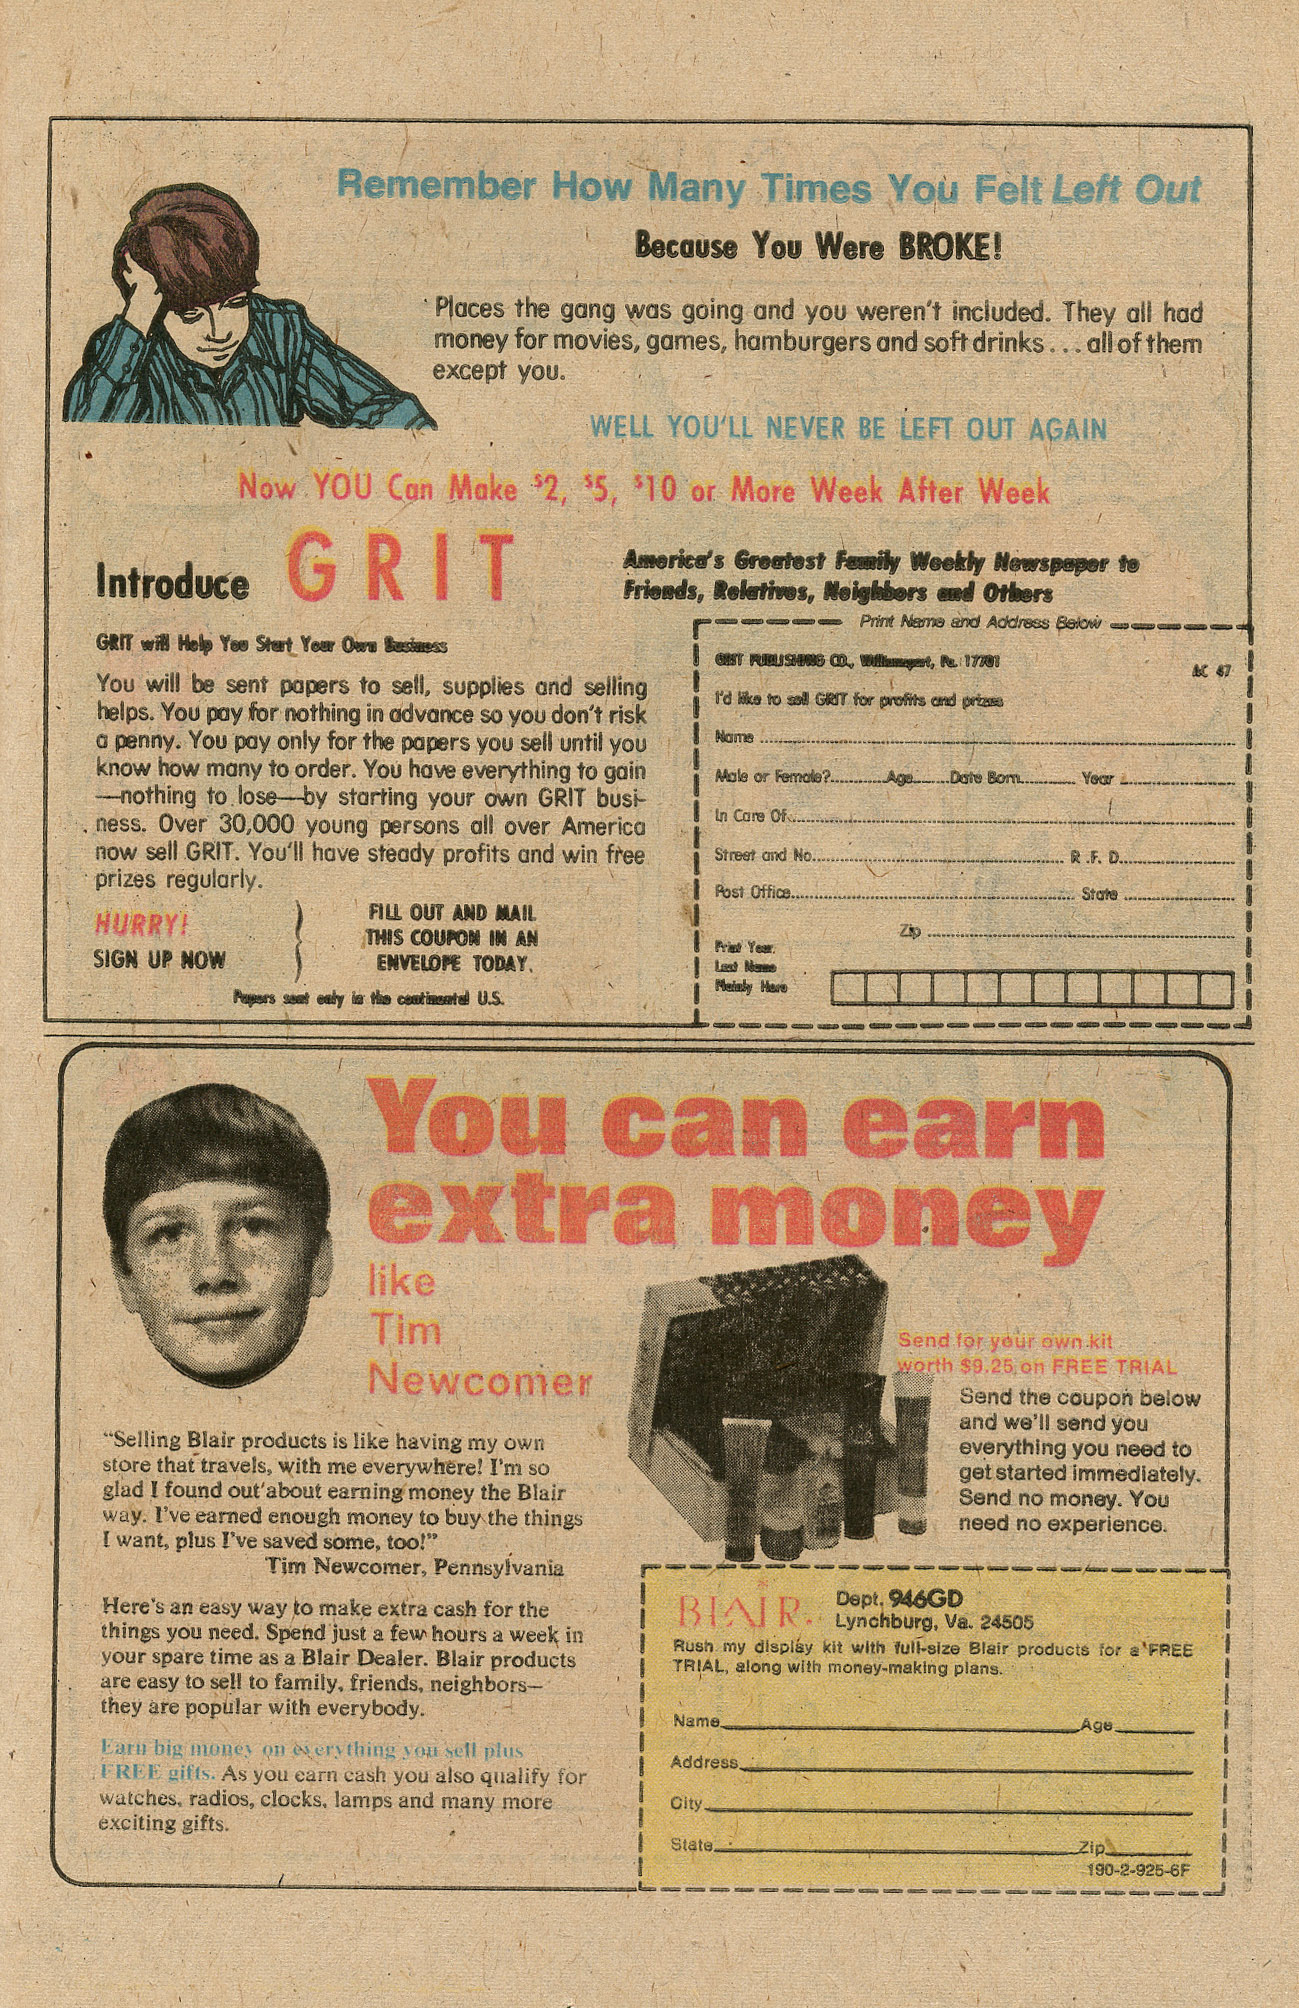 Remember How Many Times You Felt Left Out
Because You Were BROKE!
Places the gang was going and you weren't included. They all had
money for movies, games, hamburgers and soft drinks . . . all of them
except you.
WELL YOU'LL NEVER BE LEFT OUT AGAIN
Now YOU Can Make $2, $5, $10 or More Week After Week
Introduce GRIT
America's Greatest Family Weekly Newspaper to
Friends, Relatives, Neighbors and Others
GRIT will Help You Start Your Own Business
You will be sent papers to sell, supplies and selling
helps. You pay for nothing in advance so you don't risk
a penny. You pay only for the papers you sell until you
know how many to order. You have everything to gain
—nothing to lose—by starting your own GRIT busi-
ness. Over 30,000 young persons all over America
now sell GRIT. You'll have steady profits and win free
prizes regularly.
HURRY!
SIGN UP NOW
FILL OUT AND MAIL
THIS COUPON IN AN
ENVELOPE TODAY.
Papers sent only in the continental U.S.
Print Name and Address Below
GRIT PUBLISHING CO., Williamsport, Pa. 17701
AC 47
I'd like to sell GRIT for profits and prizes
Name
Male or Female? Age Date Born Year
In Care Of
Street and No. R. F. D.
Post Office State
Zip
Print Your
Last Name
Plainly Here
You can earn
extra money
like
Tim
Newcomer
Send for your own kit
worth $9.25 on FREE TRIAL
Send the coupon below
and we'll send you
everything you need to
get started immediately.
Send no money. You
need no experience.
"Selling Blair products is like having my own
store that travels, with me everywhere! I'm so
glad I found out about earning money the Blair
way. I've earned enough money to buy the things
I want, plus I've saved some, too!"
Tim Newcomer, Pennsylvania
Here's an easy way to make extra cash for the
things you need. Spend just a few hours a week in
your spare time as a Blair Dealer. Blair products
are easy to sell to family, friends, neighbors—
they are popular with everybody.
Earn big money on everything you sell plus
FREE gifts. As you earn cash you also qualify for
watches, radios, clocks, lamps and many more
exciting gifts.
BLAIR.
Dept. 946GD
Lynchburg, Va. 24505
Rush my display kit with full-size Blair products for a FREE
TRIAL, along with money-making plans.
Name Age
Address
City
State Zip
190-2-925-6F